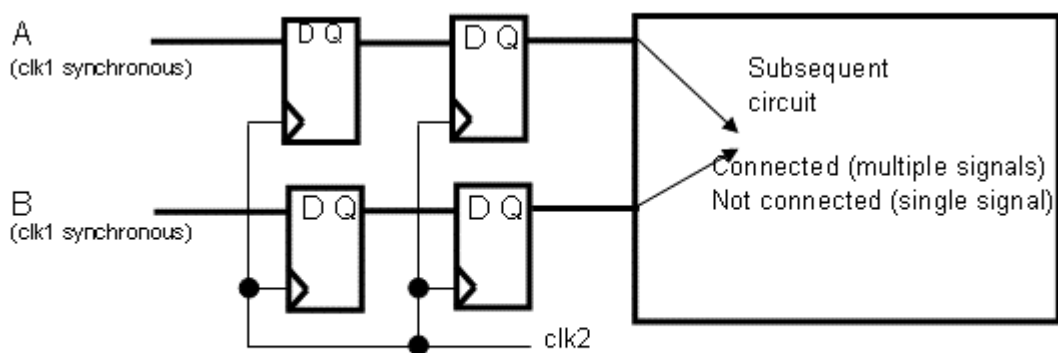 A
(clk1 synchronous)
D Q
D Q
Subsequent
circuit
Connected (multiple signals)
Not connected (single signal)
B
(clk1 synchronous)
D Q
D Q
clk2